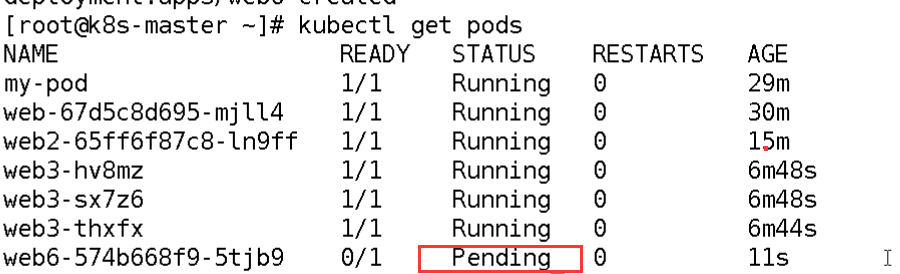 deployment.apps/web6 created
[root@k8s-master ~]# kubectl get pods
NAME READY STATUS RESTARTS AGE
my-pod 1/1 Running 0 29m
web-67d5c8d695-mjll4 1/1 Running 0 30m
web2-65ff6f87c8-ln9ff 1/1 Running 0 15m
web3-hv8mz 1/1 Running 0 6m48s
web3-sx7z6 1/1 Running 0 6m48s
web3-thxfx 1/1 Running 0 6m44s
web6-574b668f9-5tjb9 0/1 Pending 0 11s